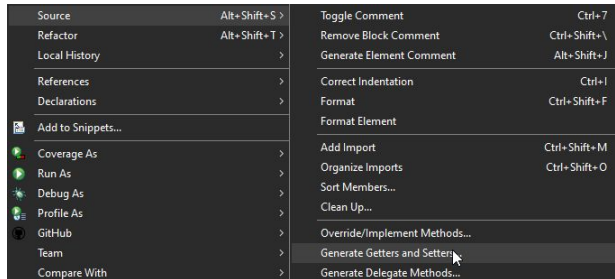 Source Alt+Shift+S >
Refactor Alt+Shift+T >
Local History >
References >
Declarations >
Add to Snippets...
Coverage As >
Run As >
Debug As >
Profile As >
GitHub >
Team >
Compare With >
Toggle Comment Ctrl+7
Remove Block Comment Ctrl+Shift+\
Generate Element Comment Alt+Shift+J
Correct Indentation Ctrl+I
Format Ctrl+Shift+F
Format Element
Add Import Ctrl+Shift+M
Organize Imports Ctrl+Shift+O
Sort Members...
Clean Up...
Override/Implement Methods...
Generate Getters and Setters...
Generate Delegate Methods...